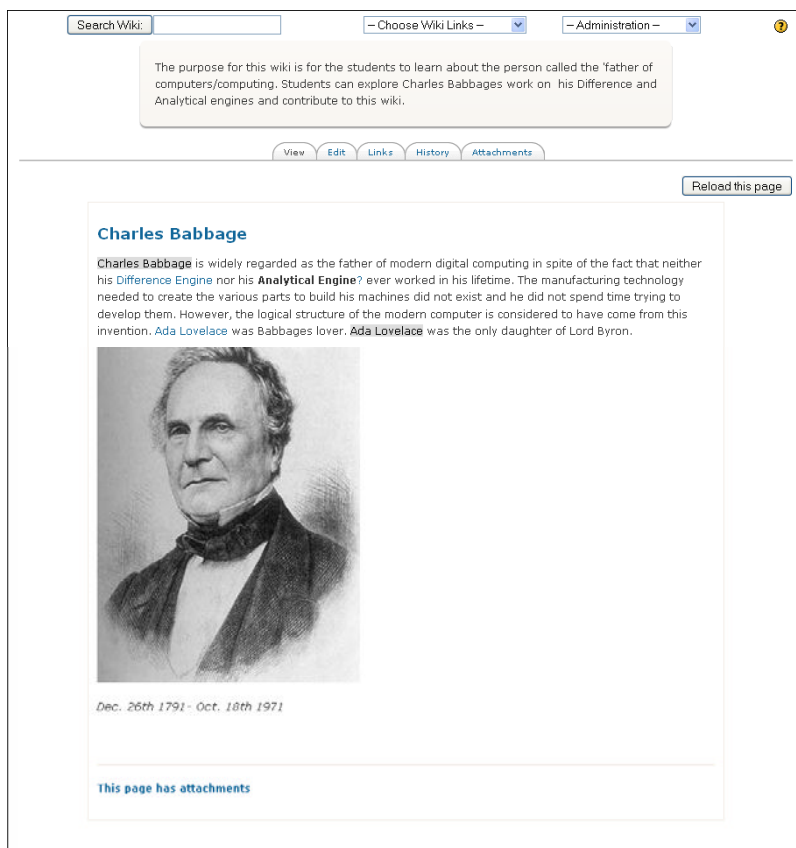 Search Wiki:
– Choose Wiki Links –
– Administration –
?
The purpose for this wiki is for the students to learn about the person called the 'father of
computers/computing. Students can explore Charles Babbages work on his Difference and
Analytical engines and contribute to this wiki.
View Edit Links History Attachments
Reload this page
Charles Babbage
Charles Babbage is widely regarded as the father of modern digital computing in spite of the fact that neither
his Difference Engine nor his Analytical Engine? ever worked in his lifetime. The manufacturing technology
needed to create the various parts to build his machines did not exist and he did not spend time trying to
develop them. However, the logical structure of the modern computer is considered to have come from this
invention. Ada Lovelace was Babbages lover. Ada Lovelace was the only daughter of Lord Byron.
Dec. 26th 1791- Oct. 18th 1971
This page has attachments